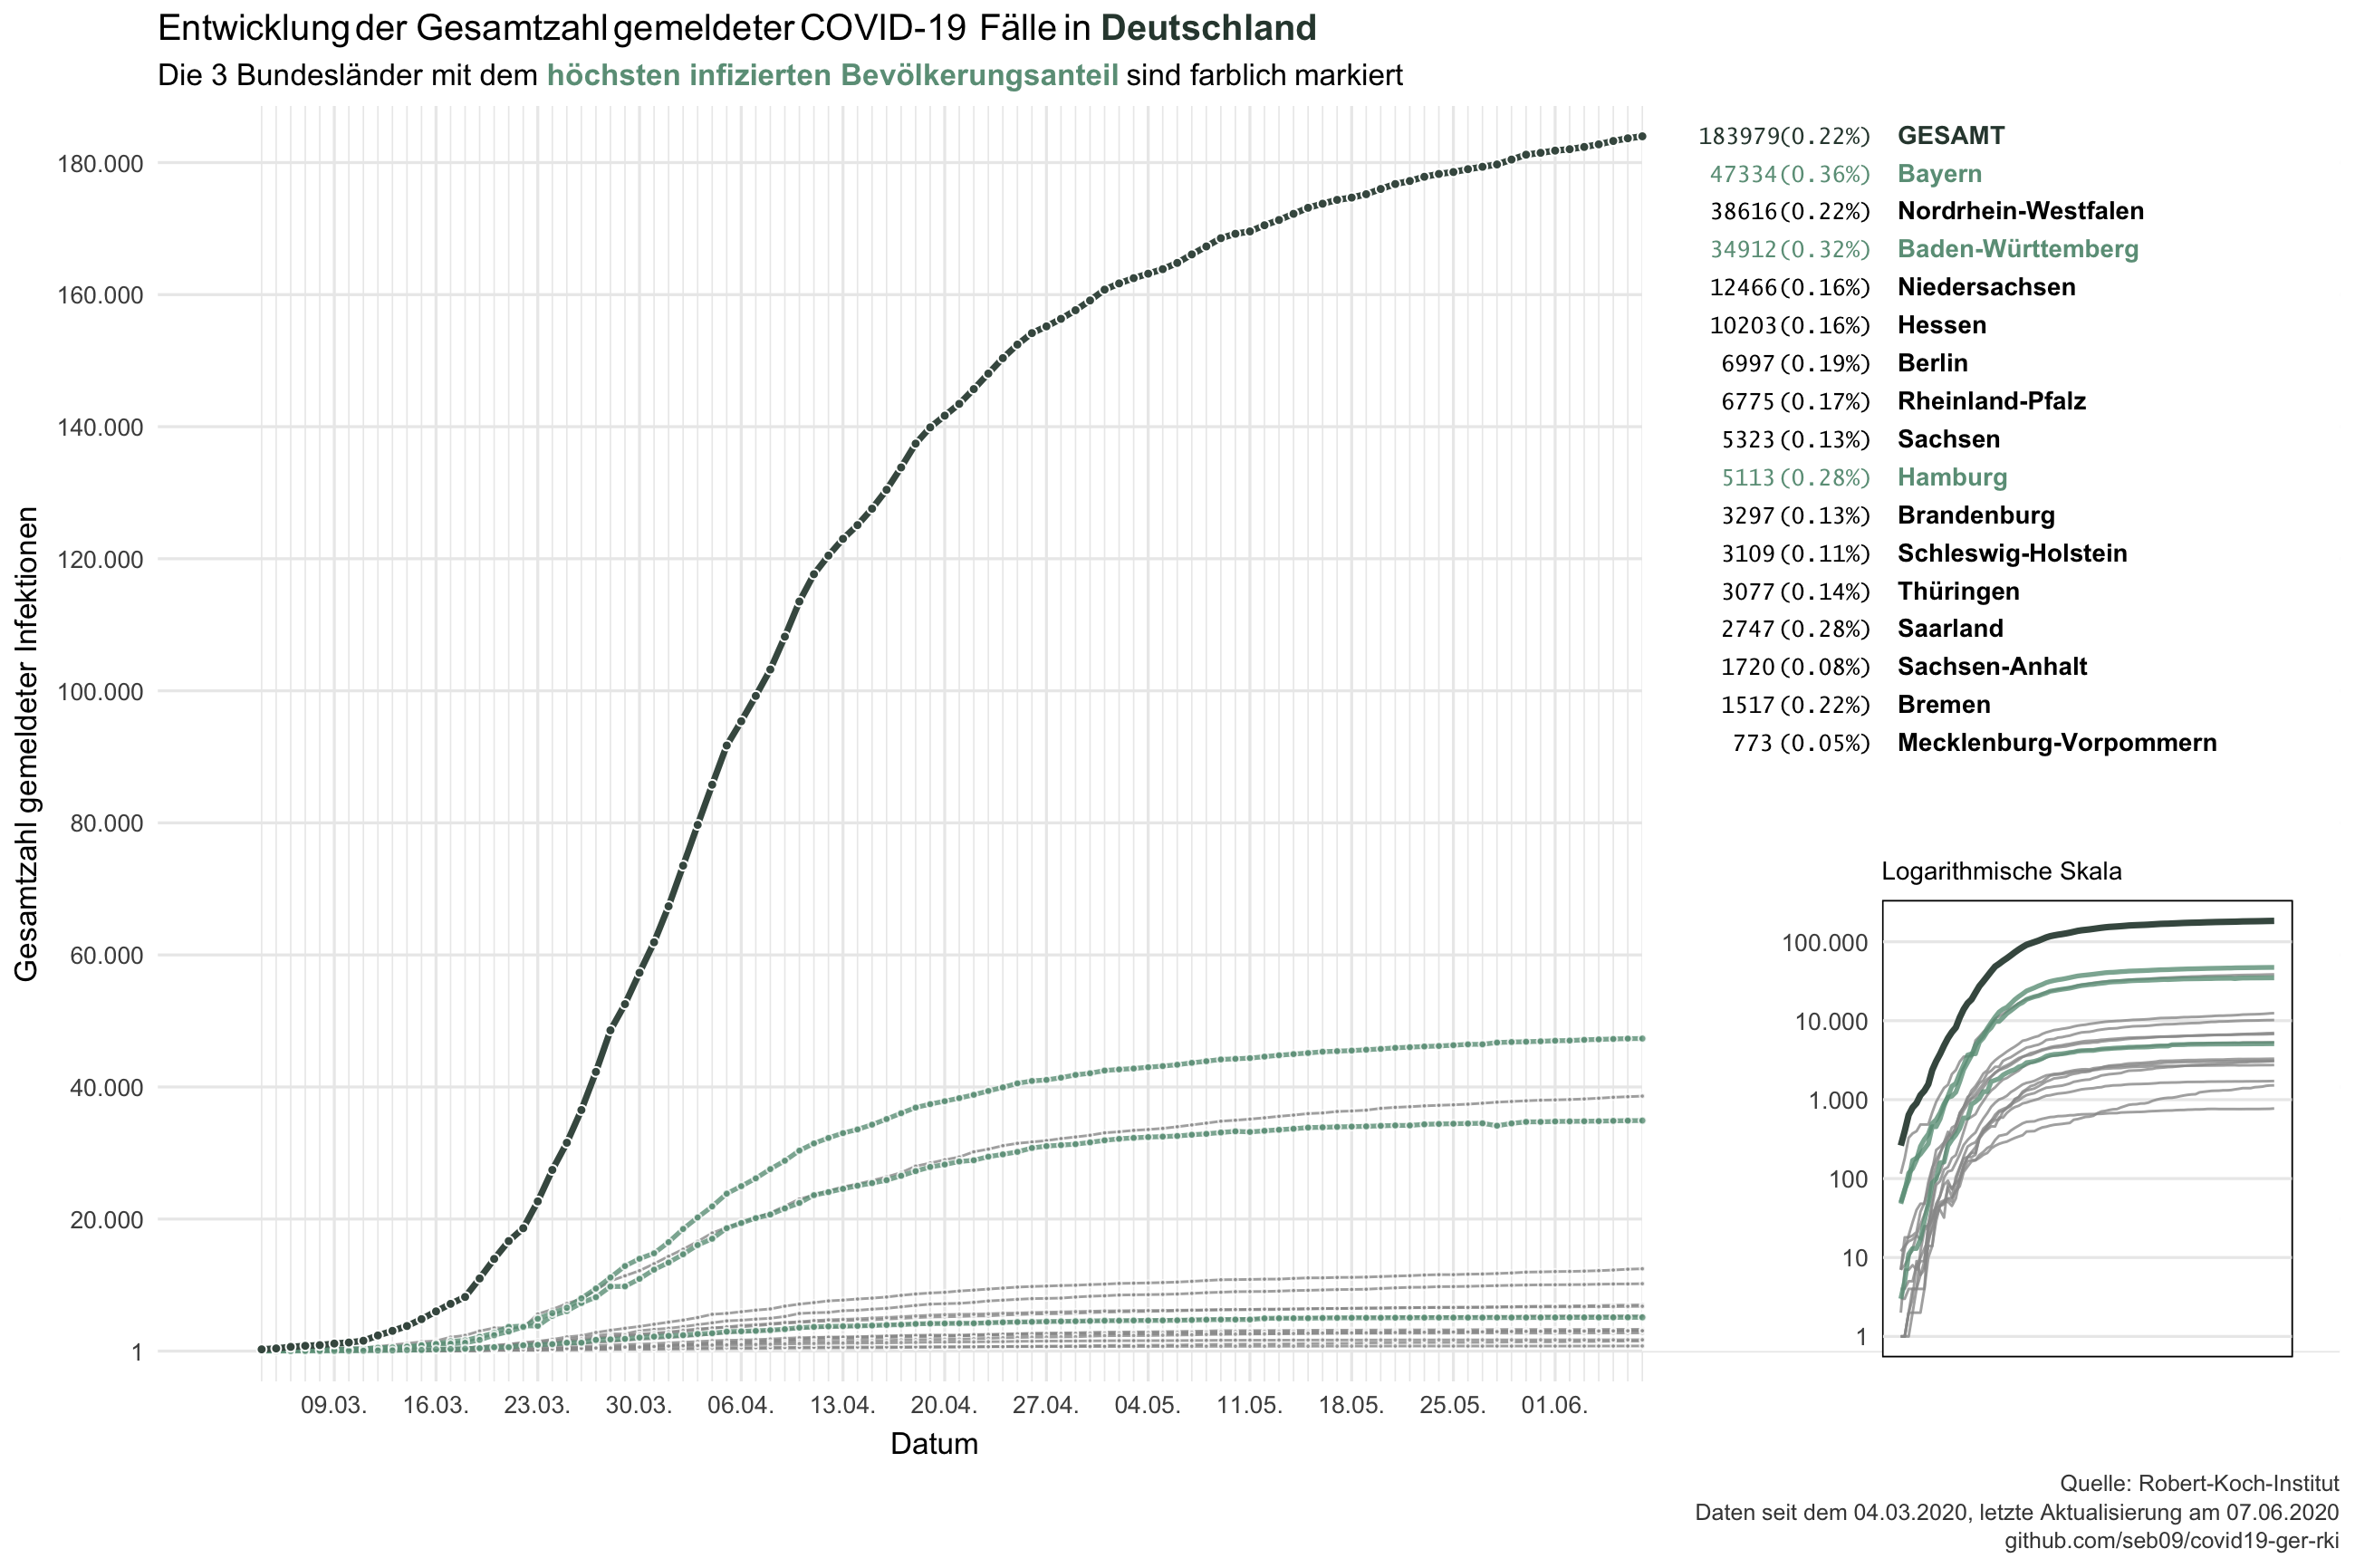 Entwicklung der Gesamtzahl gemeldeter COVID-19 Fälle in Deutschland
Die 3 Bundesländer mit dem höchsten infizierten Bevölkerungsanteil sind farblich markiert
Gesamtzahl gemeldeter Infektionen
180.000
160.000
140.000
120.000
100.000
80.000
60.000
40.000
20.000
1
09.03. 16.03. 23.03. 30.03. 06.04. 13.04. 20.04. 27.04. 04.05. 11.05. 18.05. 25.05. 01.06.
Datum
183979(0.22%) GESAMT
47334(0.36%) Bayern
38616(0.22%) Nordrhein-Westfalen
34912(0.32%) Baden-Württemberg
12466(0.16%) Niedersachsen
10203(0.16%) Hessen
6997(0.19%) Berlin
6775(0.17%) Rheinland-Pfalz
5323(0.13%) Sachsen
5113(0.28%) Hamburg
3297(0.13%) Brandenburg
3109(0.11%) Schleswig-Holstein
3077(0.14%) Thüringen
2747(0.28%) Saarland
1720(0.08%) Sachsen-Anhalt
1517(0.22%) Bremen
773 (0.05%) Mecklenburg-Vorpommern
Logarithmische Skala
100.000
10.000
1.000
100
10
1
Quelle: Robert-Koch-Institut
Daten seit dem 04.03.2020, letzte Aktualisierung am 07.06.2020
github.com/seb09/covid19-ger-rki